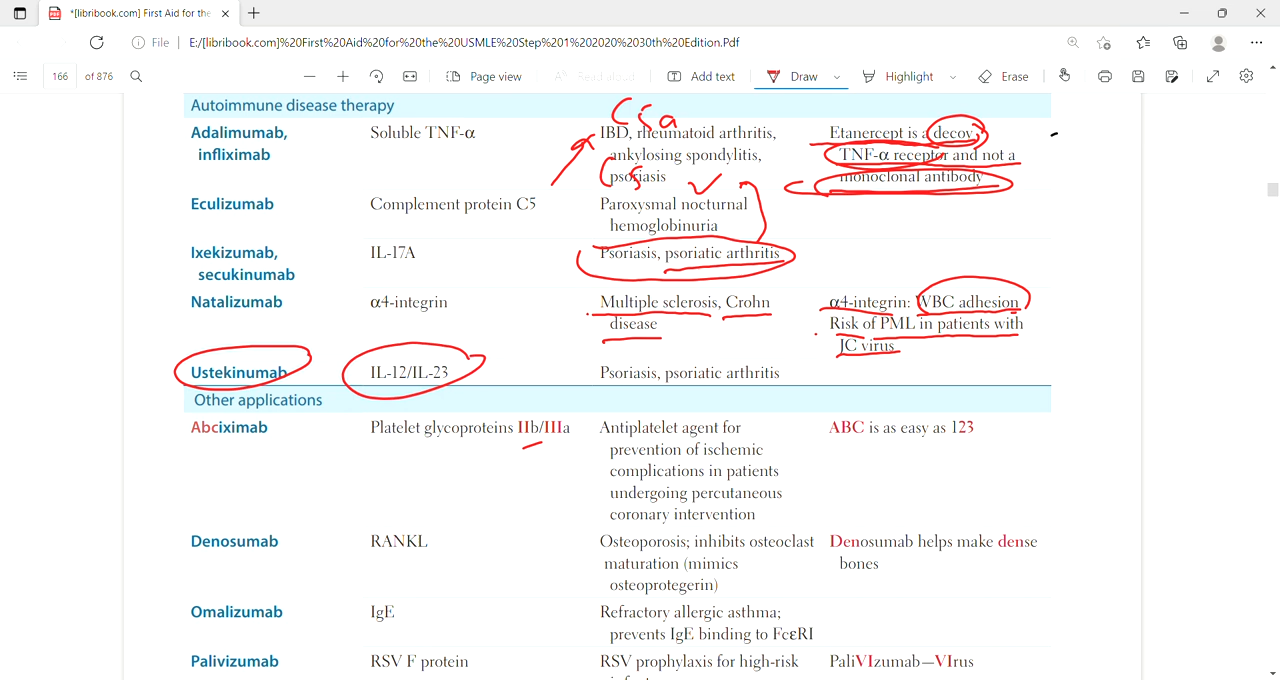 *[libribook.com] First Aid for the
File
E:/[libribook.com]%20First%20Aid%20for%20the%20USMLE%20Step%201%202020%2030th%20Edition.Pdf
166 of 876
Page view
Read aloud
Add text
Draw
Highlight
Erase
Autoimmune disease therapy
Adalimumab,
infliximab
Soluble TNF-α
IBD, rheumatoid arthritis,
ankylosing spondylitis,
psoriasis
Etanercept is a decoy
TNF-α receptor and not a
monoclonal antibody
Eculizumab
Complement protein C5
Paroxysmal nocturnal
hemoglobinuria
Ixekizumab,
secukinumab
IL-17A
Psoriasis, psoriatic arthritis
Natalizumab
α4-integrin
Multiple sclerosis, Crohn
disease
α4-integrin: WBC adhesion
Risk of PML in patients with
JC virus
Ustekinumab
IL-12/IL-23
Psoriasis, psoriatic arthritis
Other applications
Abciximab
Platelet glycoproteins IIb/IIIa
Antiplatelet agent for
prevention of ischemic
complications in patients
undergoing percutaneous
coronary intervention
ABC is as easy as 123
Denosumab
RANKL
Osteoporosis; inhibits osteoclast
maturation (mimics
osteoprotegerin)
Denosumab helps make dense
bones
Omalizumab
IgE
Refractory allergic asthma;
prevents IgE binding to FcεRI
Palivizumab
RSV F protein
RSV prophylaxis for high-risk
PaliVIzumab—VIrus